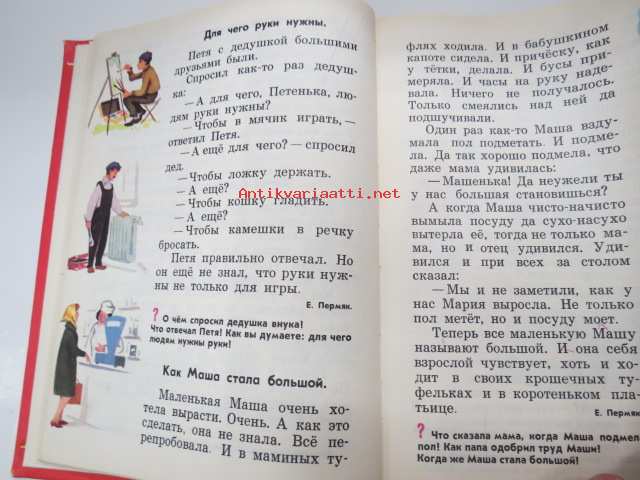 Для чего руки нужны.
Петя с дедушкой большими
друзьями были.
Спросил как-то раз дедуш-
ка:
— А для чего, Петенька, лю-
дям руки нужны?
— Чтобы в мячик играть, —
ответил Петя.
— А ещё для чего? — спросил
дед.
— Чтобы ложку держать.
— А ещё?
— Чтобы кошку гладить.
— А ещё?
— Чтобы камешки в речку
бросать.
Петя правильно отвечал. Но
он ещё не знал, что руки нуж-
ны не только для игры.
Е. Пермяк.
? О чём спросил дедушка внука?
Что отвечал Петя? Как вы думаете: для чего
людям нужны руки?
Как Маша стала большой.
Маленькая Маша очень хо-
тела вырасти. Очень. А как это
сделать, она не знала. Всё пе-
репробовала. И в маминых ту-
флях ходила. И в бабушкином
капоте сидела. И причёску, как
у тётки, делала. И бусы при-
меряла. И часы на руку наде-
вала. Ничего не получалось.
Только смеялись над ней да
подшучивали.
Один раз как-то Маша взду-
мала пол подметать. И подме-
ла. Да так хорошо подмела, что
даже мама удивилась:
— Машенька! Да неужели ты
у нас большая становишься?
А когда Маша чисто-начисто
вымыла посуду да сухо-насухо
вытерла её, тогда не только ма-
ма, но и отец удивился. Уди-
вился и при всех за столом
сказал:
— Мы и не заметили, как у
нас Мария выросла. Не только
пол метёт, но и посуду моет.
Теперь все маленькую Машу
называют большой. И она себя
взрослой чувствует, хоть и хо-
дит в своих крошечных ту-
фельках и в коротеньком пла-
тьице.
Е. Пермяк.
? Что сказала мама, когда Маша подмела
пол? Как папа одобрил труд Маши?
Когда же Маша стала большой?
Antikvariaatti.net